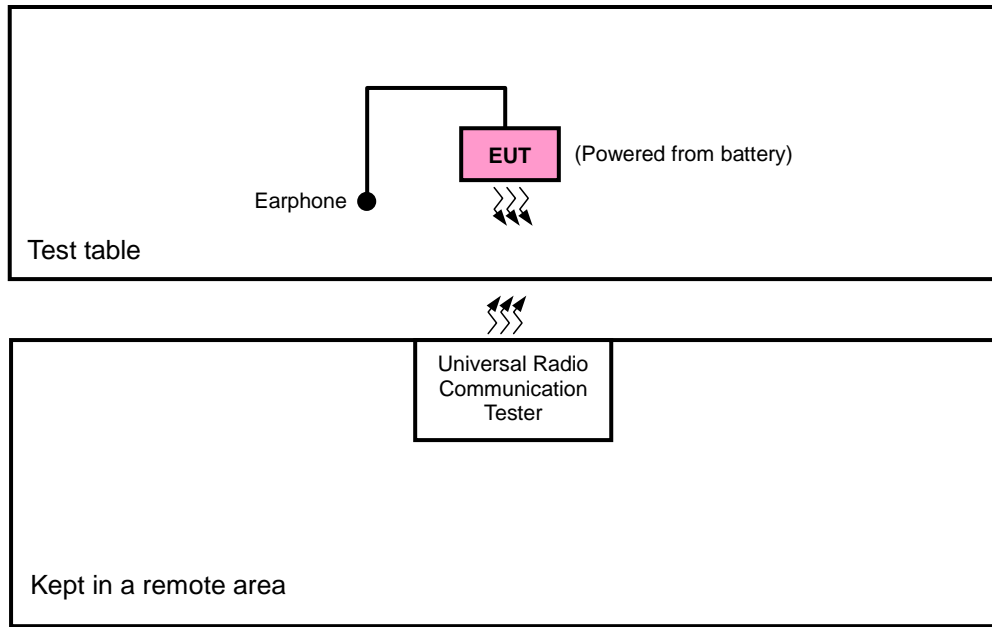 EUT
(Powered from battery)
Earphone
Test table
Universal Radio
Communication
Tester
Kept in a remote area